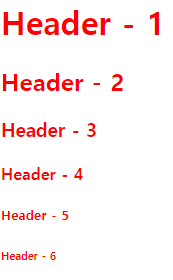 Header - 1
Header - 2
Header - 3
Header - 4
Header - 5
Header - 6